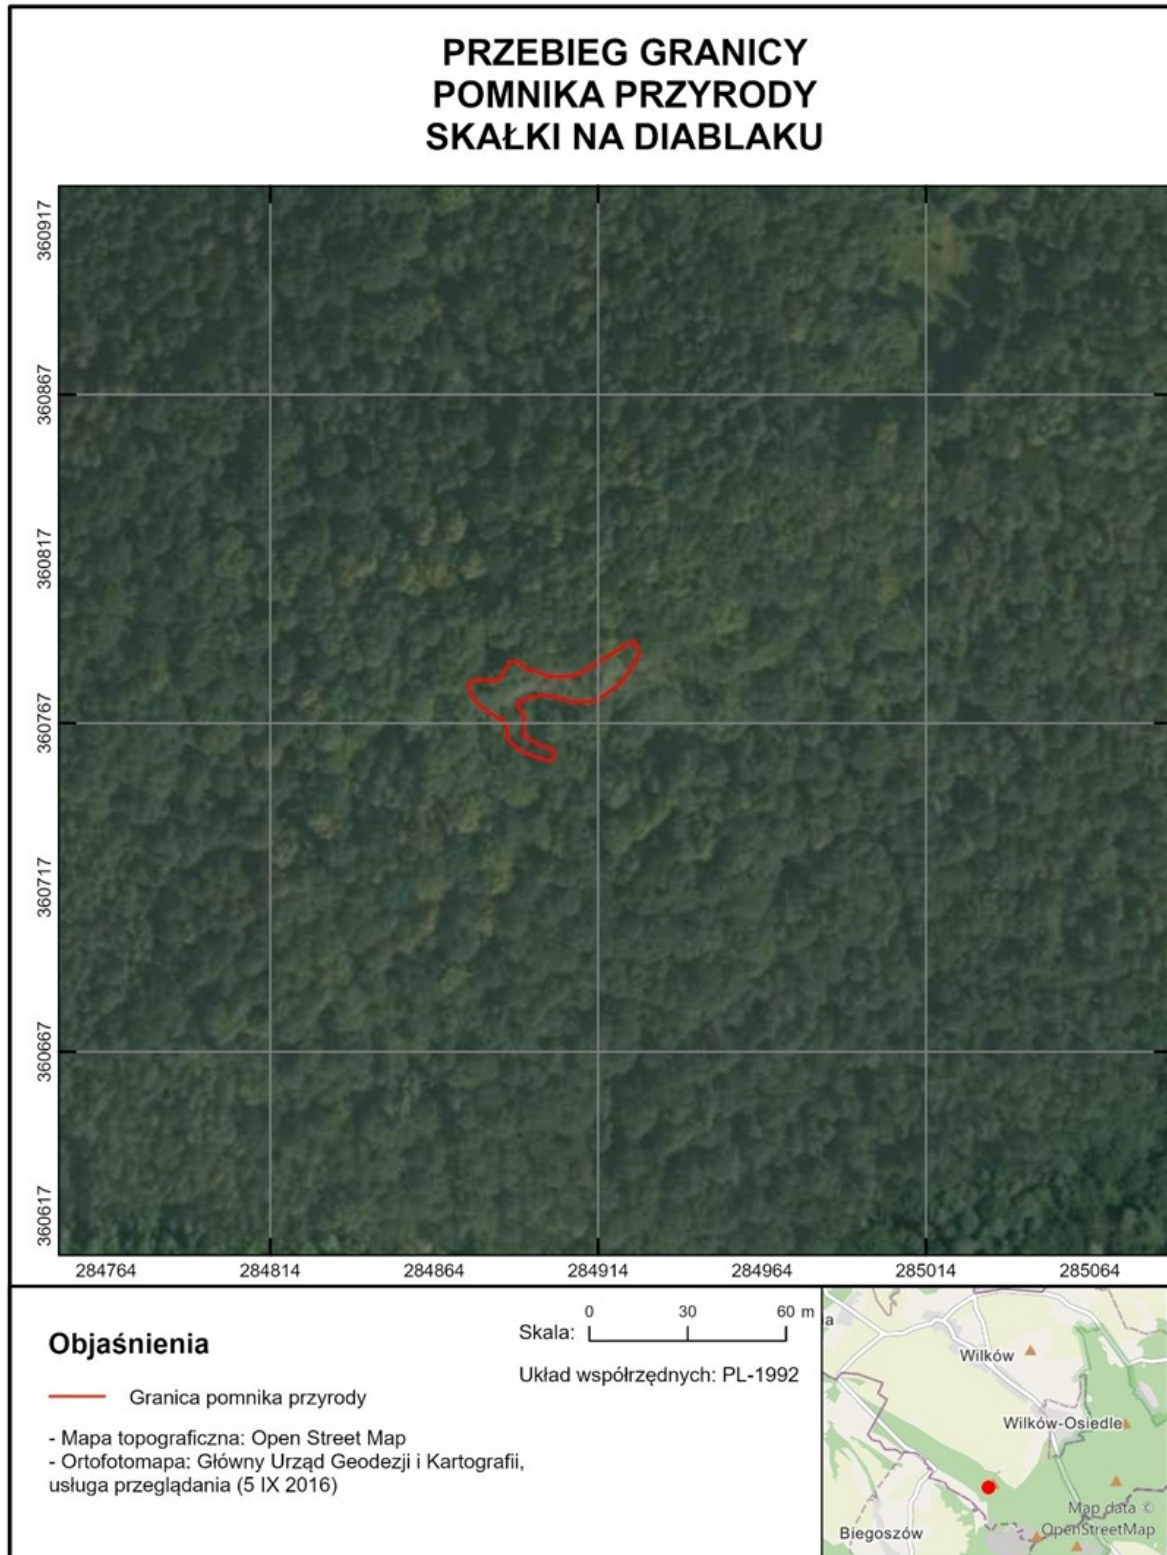 PRZEBIEG GRANICY
POMNIKA PRZYRODY
SKAŁKI NA DIABLAKU
360917
360867
360817
360767
360717
360667
360617
284764 284814 284864 284914 284964 285014 285064
Objaśnienia
Granica pomnika przyrody
- Mapa topograficzna: Open Street Map
- Ortofotomapa: Główny Urząd Geodezji i Kartografii,
usługa przeglądania (5 IX 2016)
0 30 60 m
Skala:
Układ współrzędnych: PL-1992
a
Wilków
Wilków-Osiedle
Biegoszów
Map data ©
OpenStreetMap